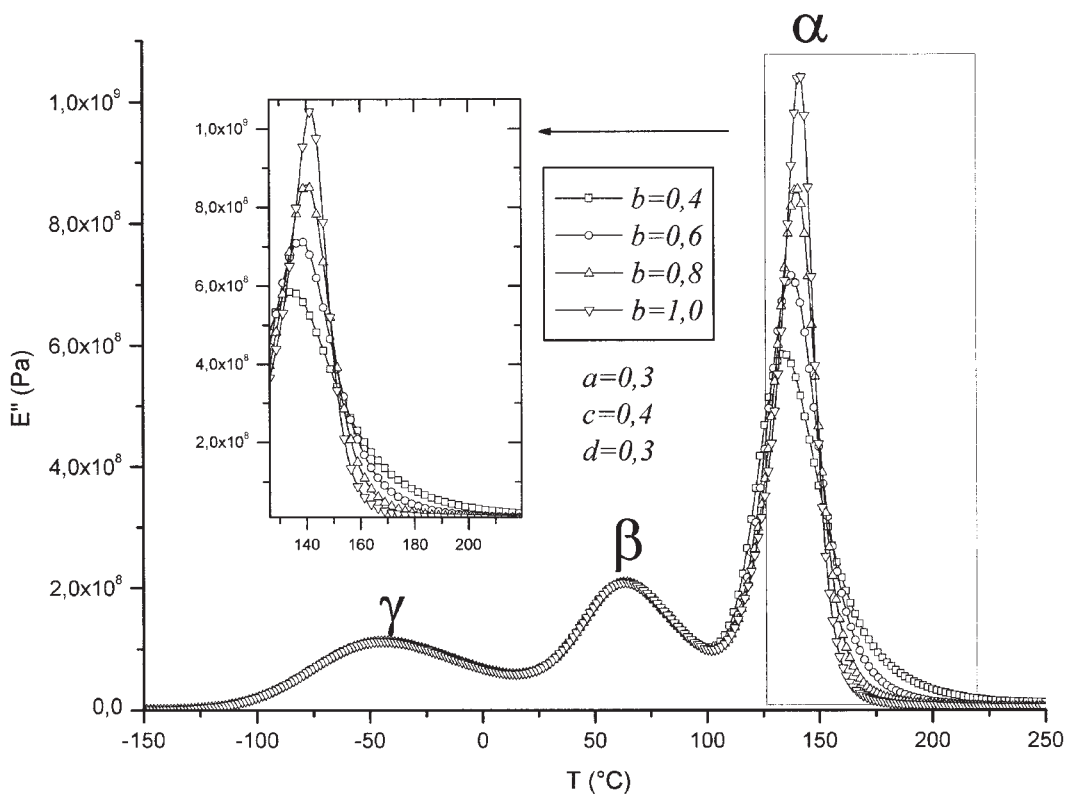 α
1,0x10⁹
8,0x10⁸
6,0x10⁸
4,0x10⁸
2,0x10⁸
0,0
E'' (Pa)
1,0x10⁹
8,0x10⁸
6,0x10⁸
4,0x10⁸
2,0x10⁸
140 160 180 200
b=0,4
b=0,6
b=0,8
b=1,0
a=0,3
c=0,4
d=0,3
β
γ
-150 -100 -50 0 50 100 150 200 250
T (°C)